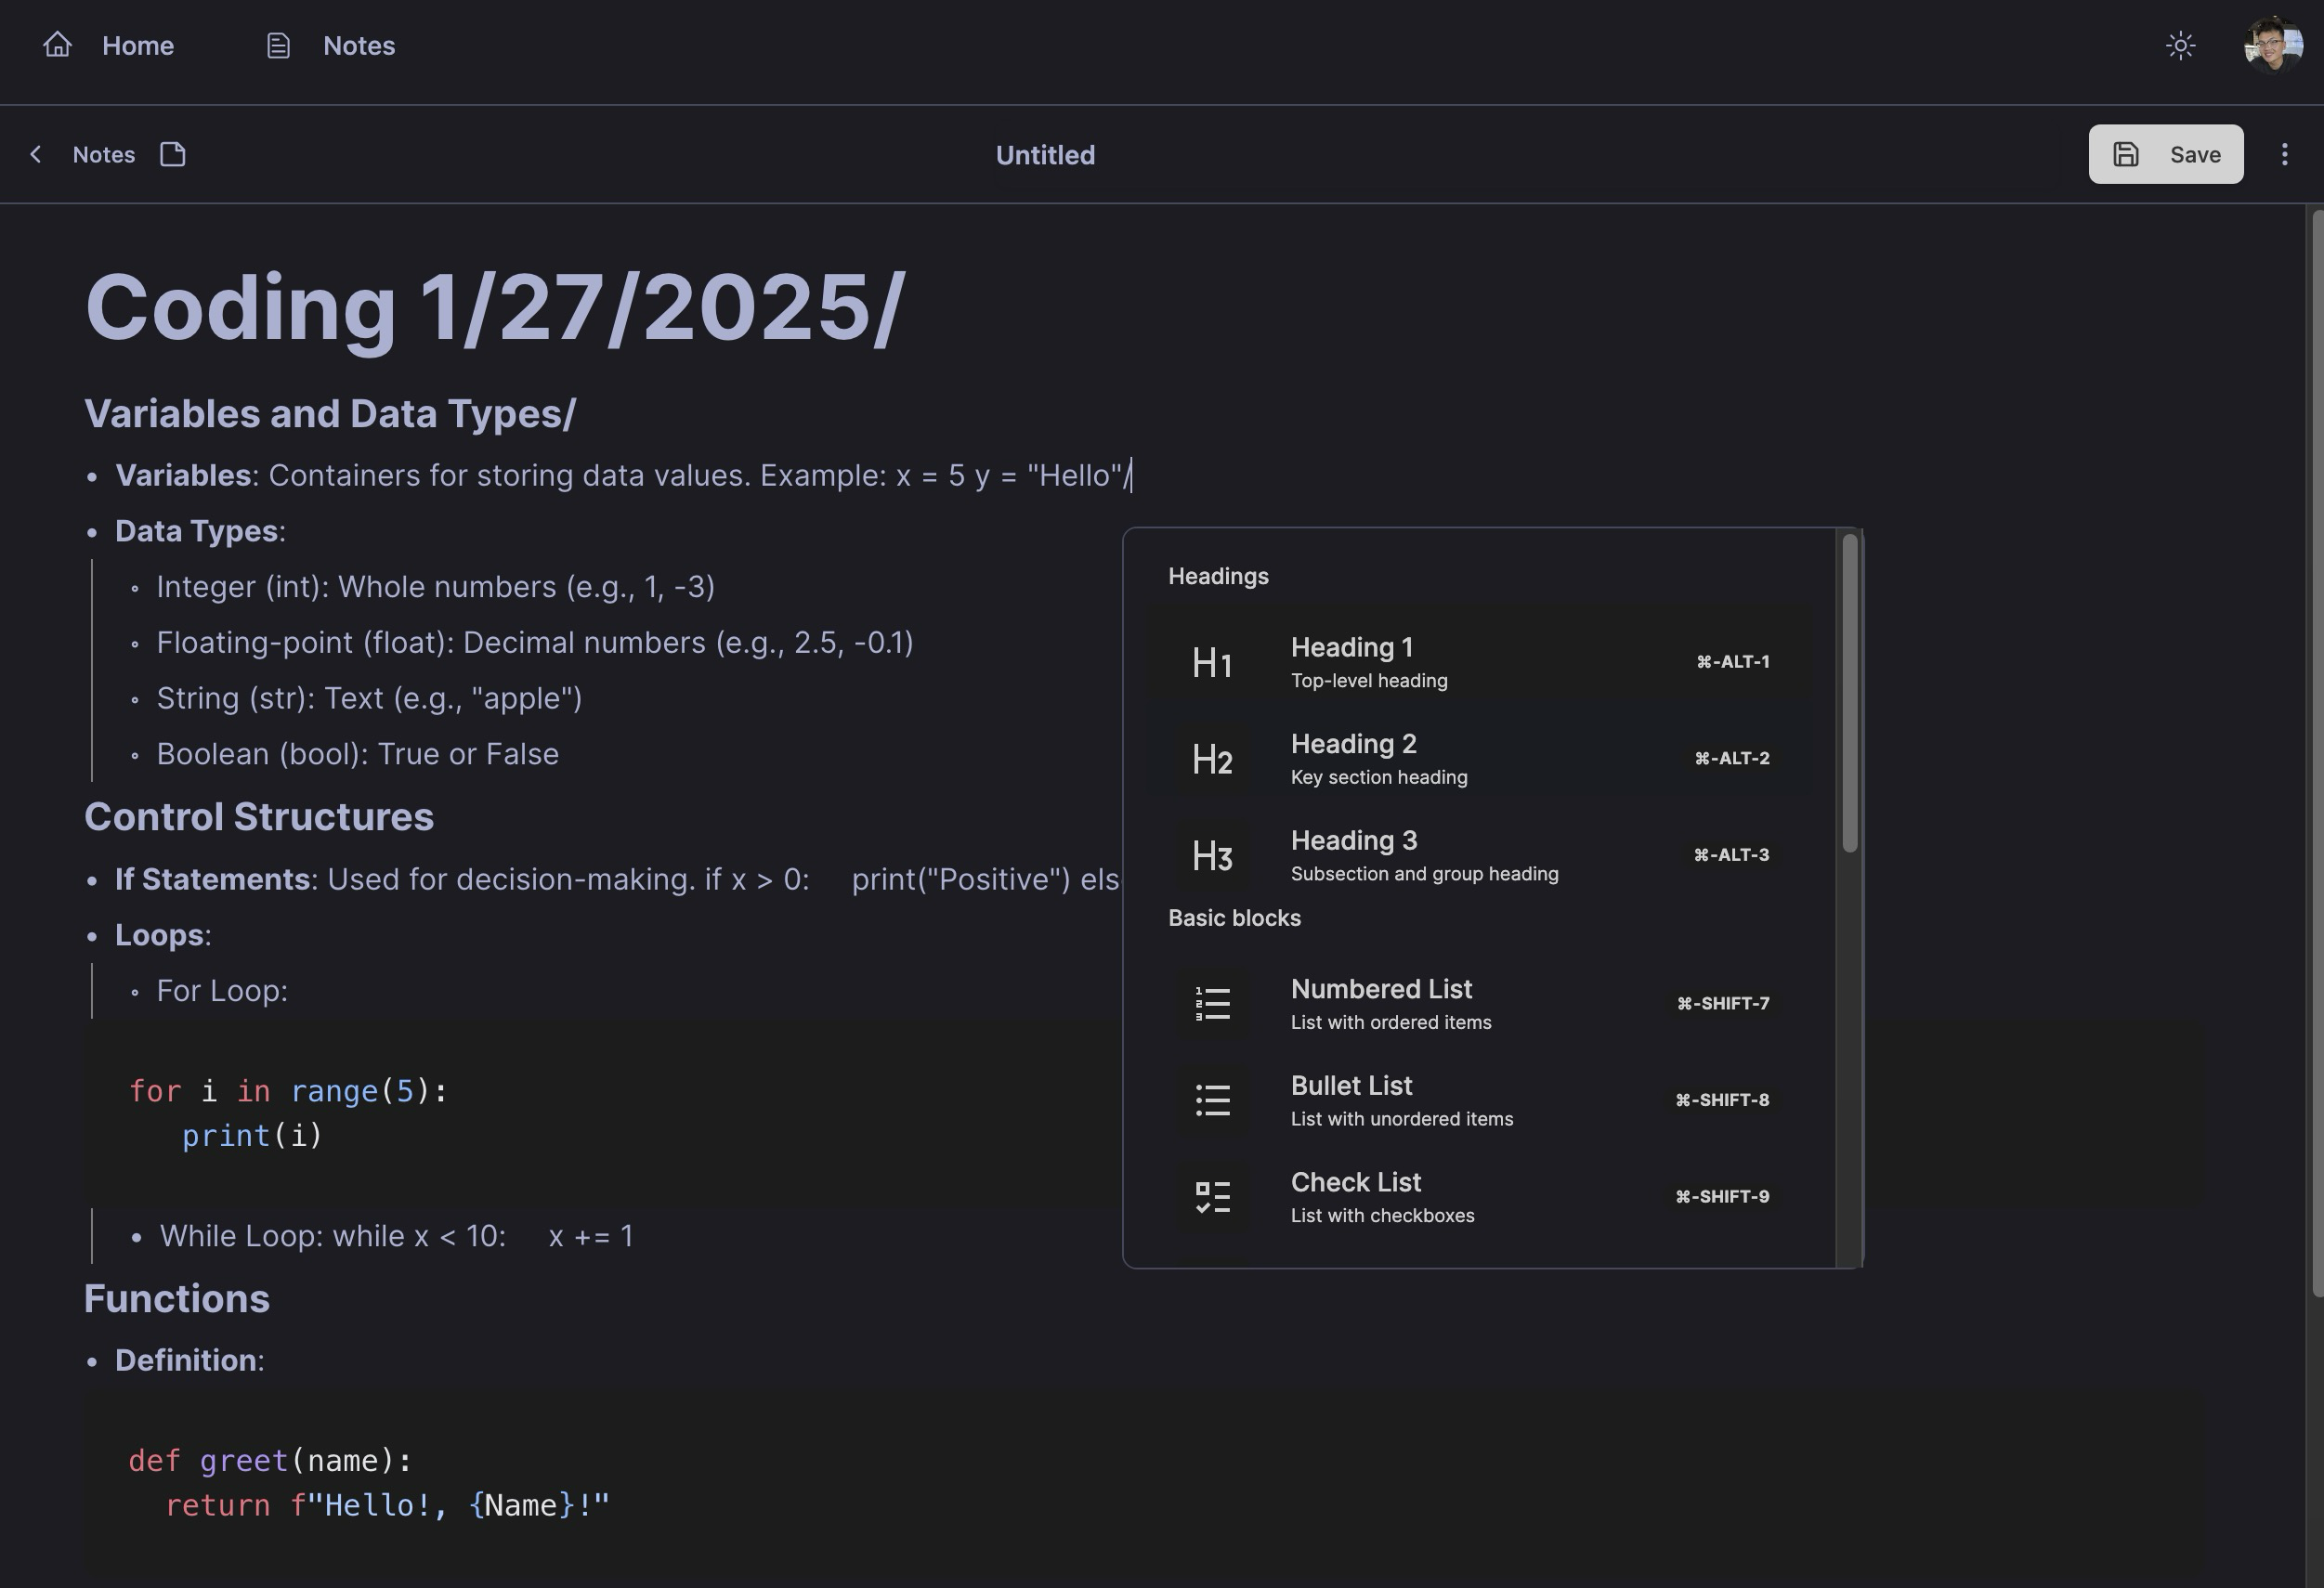 Home
Notes
Notes
Untitled
Save
Coding 1/27/2025/
Variables and Data Types/
• Variables: Containers for storing data values. Example: x = 5 y = "Hello"/
• Data Types:
◦ Integer (int): Whole numbers (e.g., 1, -3)
◦ Floating-point (float): Decimal numbers (e.g., 2.5, -0.1)
◦ String (str): Text (e.g., "apple")
◦ Boolean (bool): True or False
Control Structures
• If Statements: Used for decision-making. if x > 0:    print("Positive") els
• Loops:
◦ For Loop:
for i in range(5):
   print(i)
• While Loop: while x < 10:    x += 1
Functions
• Definition:
def greet(name):
  return f"Hello!, {Name}!"
Headings
H1 Heading 1 ⌘-ALT-1
Top-level heading
H2 Heading 2 ⌘-ALT-2
Key section heading
H3 Heading 3 ⌘-ALT-3
Subsection and group heading
Basic blocks
Numbered List ⌘-SHIFT-7
List with ordered items
Bullet List ⌘-SHIFT-8
List with unordered items
Check List ⌘-SHIFT-9
List with checkboxes